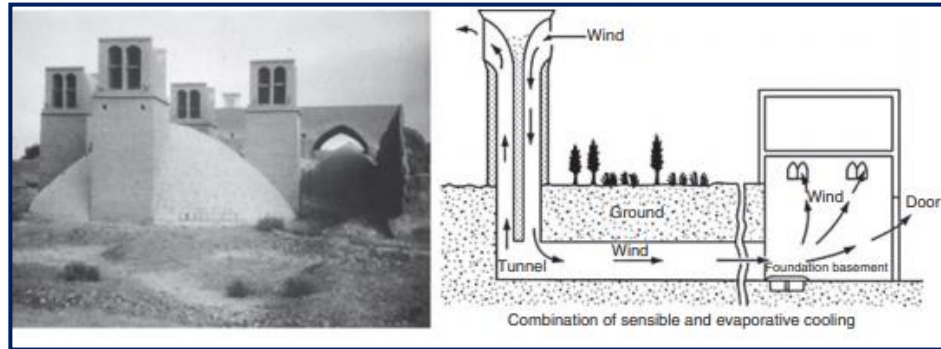 Wind
Ground
Wind
Door
Wind
Tunnel
Foundation basement
Combination of sensible and evaporative cooling